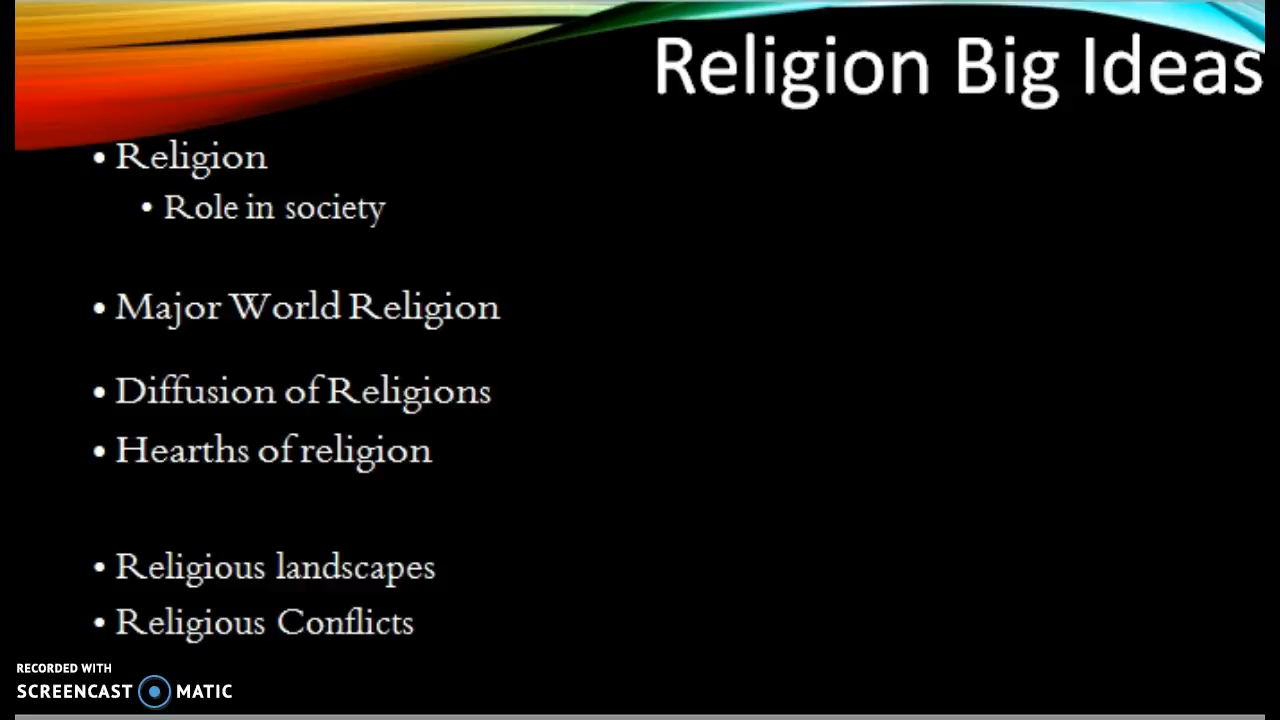 Religion Big Ideas
• Religion
• Role in society
• Major World Religion
• Diffusion of Religions
• Hearths of religion
• Religious landscapes
• Religious Conflicts
RECORDED WITH
SCREENCAST MATIC